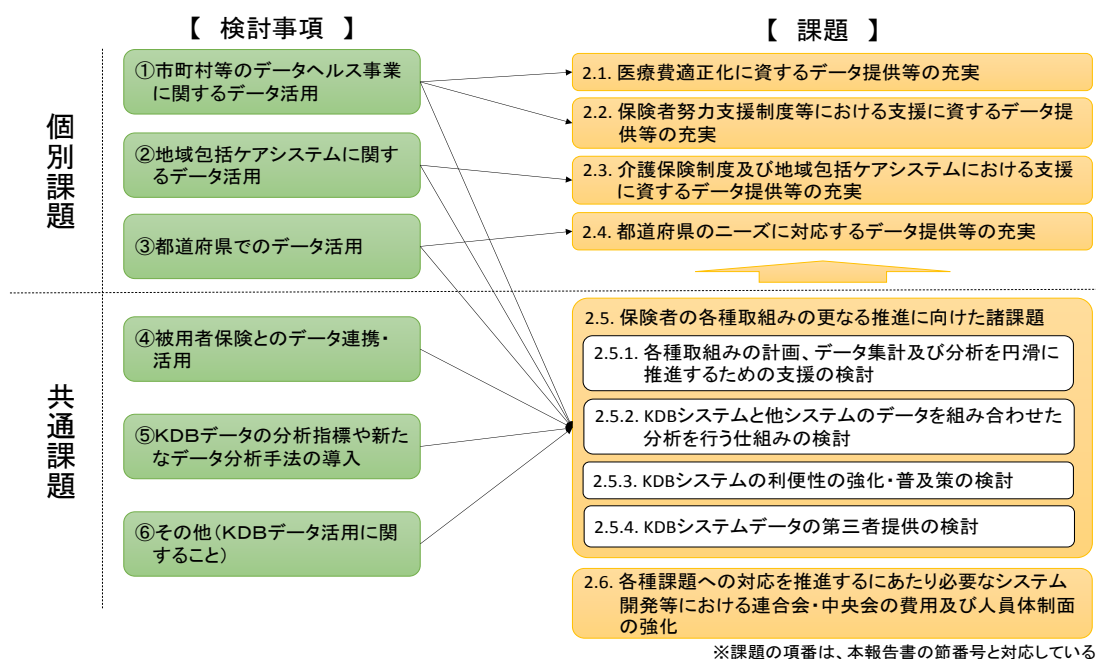 【 検討事項 】
【 課題 】
個別課題
①市町村等のデータヘルス事業
に関するデータ活用
②地域包括ケアシステムに関す
るデータ活用
③都道府県でのデータ活用
2.1. 医療費適正化に資するデータ提供等の充実
2.2. 保険者努力支援制度等における支援に資するデータ提
供等の充実
2.3. 介護保険制度及び地域包括ケアシステムにおける支援
に資するデータ提供等の充実
2.4. 都道府県のニーズに対応するデータ提供等の充実
共通課題
④被用者保険とのデータ連携・
活用
⑤KDBデータの分析指標や新た
なデータ分析手法の導入
⑥その他(KDBデータ活用に関
すること)
2.5. 保険者の各種取組みの更なる推進に向けた諸課題
2.5.1. 各種取組みの計画、データ集計及び分析を円滑に
推進するための支援の検討
2.5.2. KDBシステムと他システムのデータを組み合わせた
分析を行う仕組みの検討
2.5.3. KDBシステムの利便性の強化・普及策の検討
2.5.4. KDBシステムデータの第三者提供の検討
2.6. 各種課題への対応を推進するにあたり必要なシステム
開発等における連合会・中央会の費用及び人員体制面
の強化
※課題の項番は、本報告書の節番号と対応している